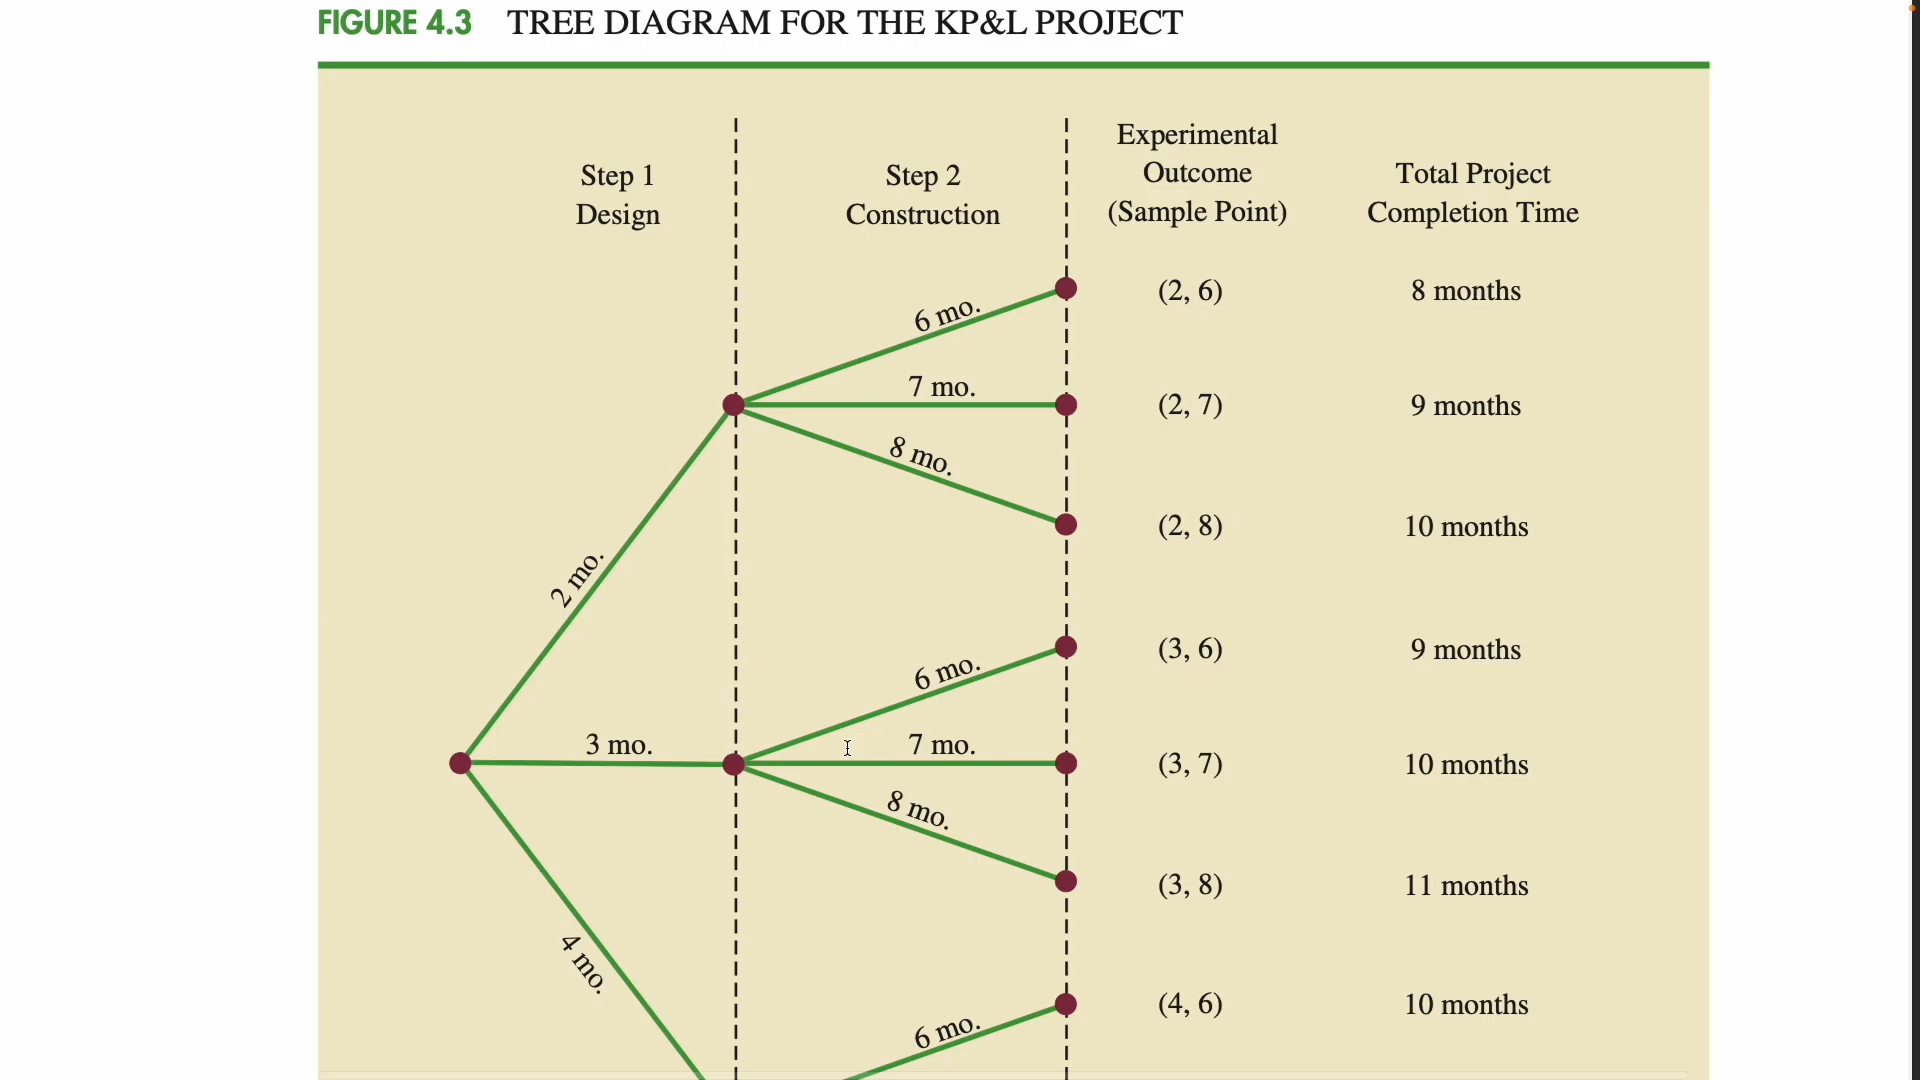 FIGURE 4.3 TREE DIAGRAM FOR THE KP&L PROJECT
Step 1
Design
Step 2
Construction
Experimental
Outcome
(Sample Point)
Total Project
Completion Time
6 mo.
(2, 6)
8 months
7 mo.
(2, 7)
9 months
8 mo.
(2, 8)
10 months
2 mo.
6 mo.
(3, 6)
9 months
3 mo.
7 mo.
(3, 7)
10 months
8 mo.
(3, 8)
11 months
4 mo.
6 mo.
(4, 6)
10 months